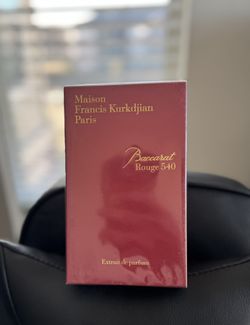 Maison
Francis Kurkdjian
Paris
Baccarat
Rouge 540
Extrait de parfum